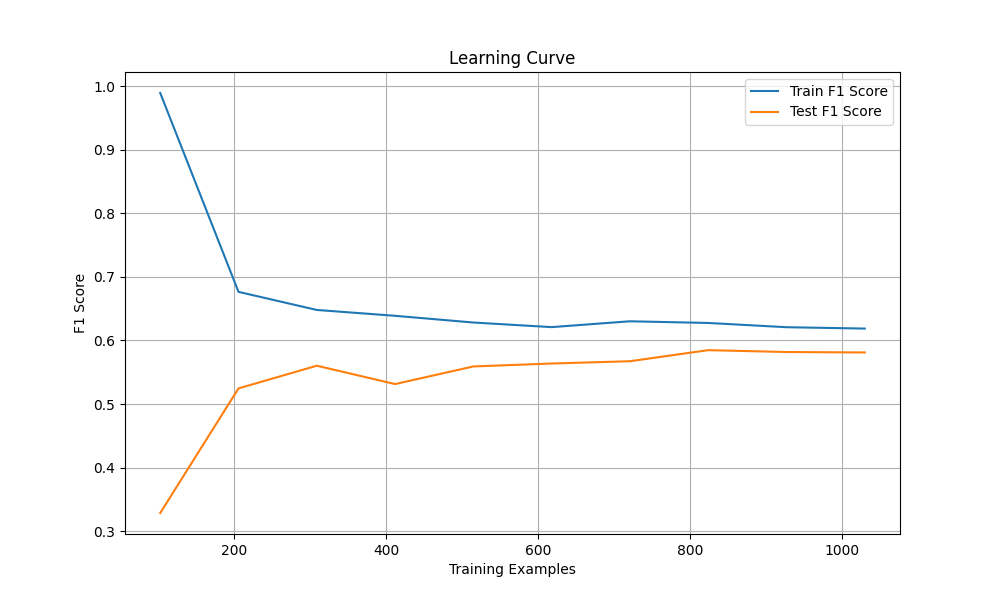 Learning Curve
Train F1 Score
Test F1 Score
1.0
0.9
0.8
0.7
0.6
0.5
0.4
0.3
F1 Score
200 400 600 800 1000
Training Examples